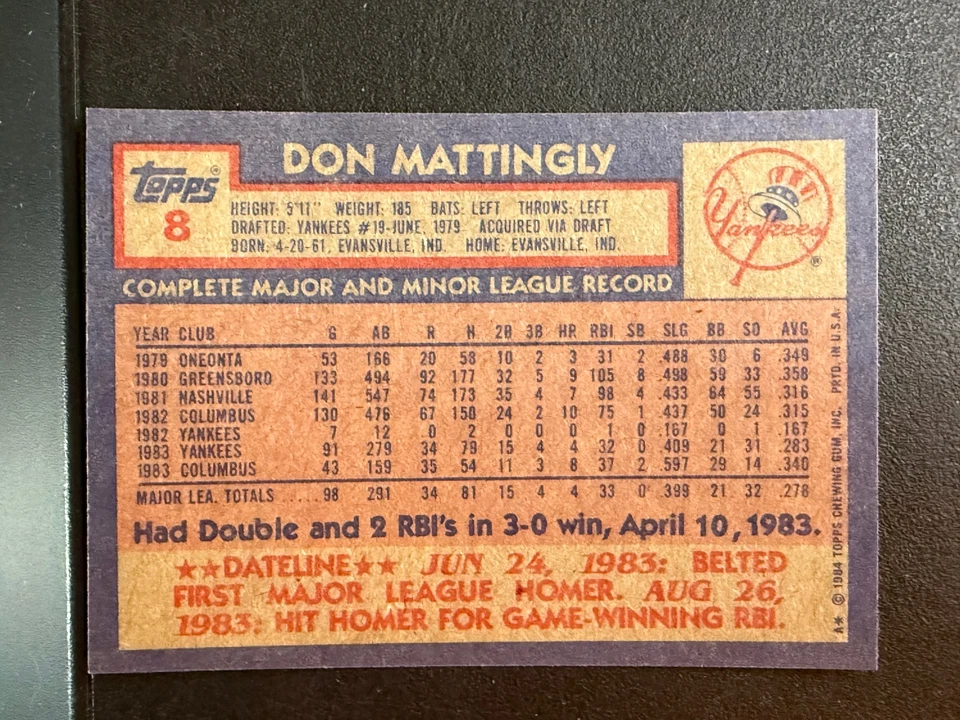 DON MATTINGLY
Topps®
8
HEIGHT: 5'11" WEIGHT: 185 BATS: LEFT THROWS: LEFT
DRAFTED: YANKEES #19-JUNE, 1979 ACQUIRED VIA DRAFT
BORN: 4-20-61, EVANSVILLE, IND. HOME: EVANSVILLE, IND.
Yankees®
COMPLETE MAJOR AND MINOR LEAGUE RECORD
YEAR CLUB G AB R H 2B 3B HR RBI SB SLG BB SO AVG
1979 ONEONTA 53 166 20 58 10 2 3 31 2 .488 30 6 .349
1980 GREENSBORO 133 494 92 177 32 5 9 105 8 .498 59 33 .358
1981 NASHVILLE 141 547 74 173 35 4 7 98 4 .433 64 55 .316
1982 COLUMBUS 130 476 67 150 24 2 10 75 1 .437 50 24 .315
1982 YANKEES 7 12 0 2 0 0 0 1 0 .167 0 1 .167
1983 YANKEES 91 279 34 79 15 4 4 32 0 .409 21 31 .283
1983 COLUMBUS 43 159 35 54 11 3 8 37 2 .597 29 14 .340
MAJOR LEA. TOTALS .....98 291 34 81 15 4 4 33 0 .399 21 32 .278
Had Double and 2 RBI's in 3-0 win, April 10, 1983.
★★DATELINE★★ JUN 24, 1983: BELTED
FIRST MAJOR LEAGUE HOMER. AUG 26,
1983: HIT HOMER FOR GAME-WINNING RBI.
A* © 1984 TOPPS CHEWING GUM, INC. PRTD. IN U.S.A.